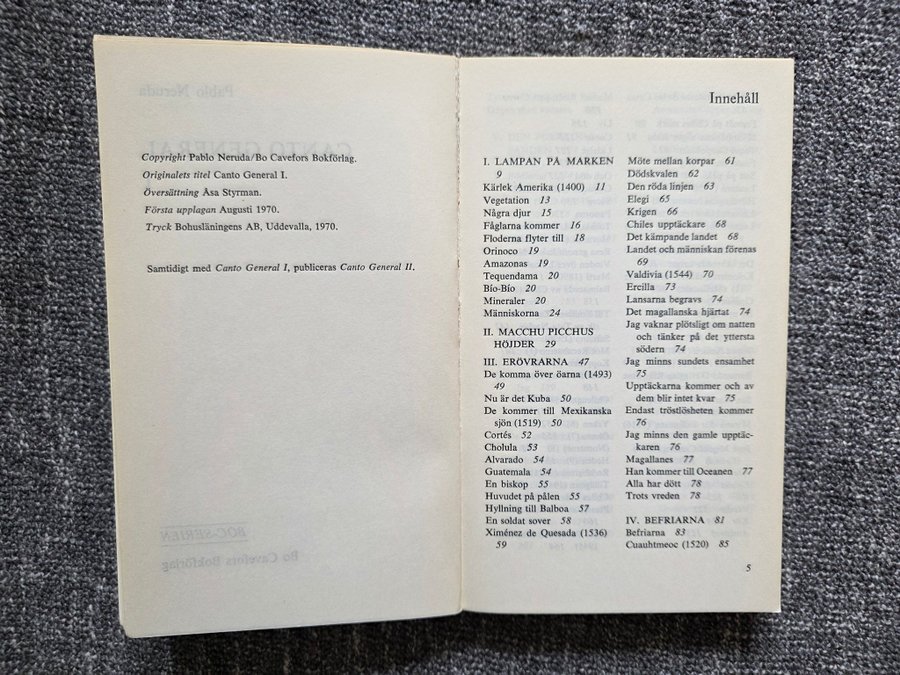 Copyright Pablo Neruda/Bo Cavefors Bokförlag.
Originalets titel Canto General I.
Översättning Åsa Styrman.
Första upplagan Augusti 1970.
Tryck Bohusläningens AB, Uddevalla, 1970.
Samtidigt med Canto General I, publiceras Canto General II.
Innehåll
I. LAMPAN PÅ MARKEN
9
Kärlek Amerika (1400) 11
Vegetation 13
Några djur 15
Fåglarna kommer 16
Floderna flyter till 18
Orinoco 19
Amazonas 19
Tequendama 20
Bío-Bío 20
Mineraler 20
Människorna 24
II. MACCHU PICCHUS
HÖJDER 29
III. ERÖVRARNA 47
De komma över öarna (1493)
49
Nu är det Kuba 50
De kommer till Mexikanska
sjön (1519) 50
Cortés 52
Cholula 53
Alvarado 54
Guatemala 54
En biskop 55
Huvudet på pålen 55
Hyllning till Balboa 57
En soldat sover 58
Ximénez de Quesada (1536)
59
Möte mellan korpar 61
Dödskvalen 62
Den röda linjen 63
Elegi 65
Krigen 66
Chiles upptäckare 68
Det kämpande landet 68
Landet och människan förenas
69
Valdivia (1544) 70
Ercilla 73
Lansarna begravs 74
Det magallanska hjärtat 74
Jag vaknar plötsligt om natten
och tänker på det yttersta
södern 74
Jag minns sundets ensamhet
75
Upptäckarna kommer och av
dem blir intet kvar 75
Endast tröstlösheten kommer
76
Jag minns den gamle upptäc-
karen 76
Magallanes 77
Han kommer till Oceanen 77
Alla har dött 78
Trots vreden 78
IV. BEFRIARNA 81
Befriarna 83
Cuauhtmeoc (1520) 85
5